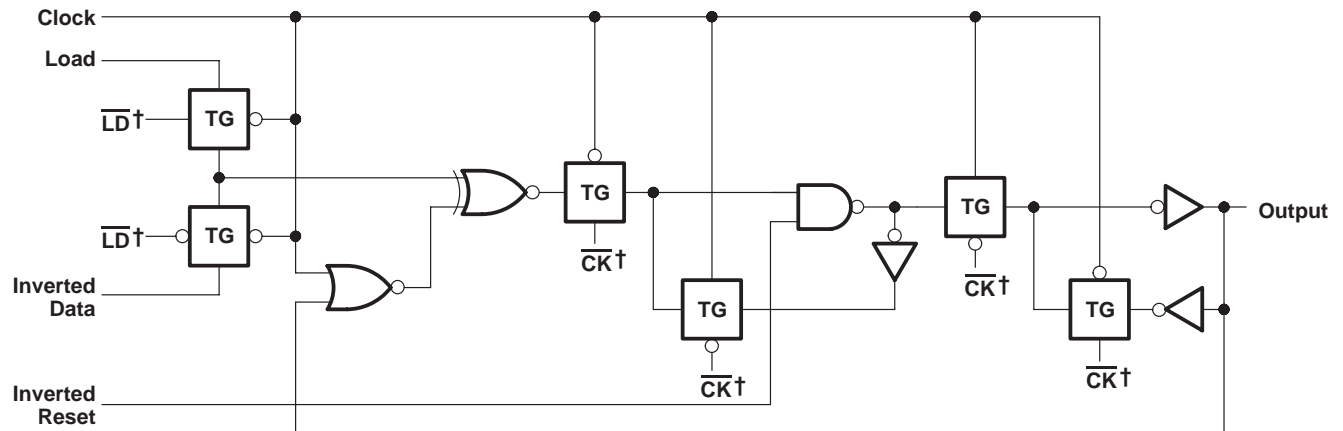 Clock
Load
LD†
TG
LD†
TG
Inverted
Data
TG
CK†
TG
CK†
TG
CK†
TG
CK†
Output
Inverted
Reset